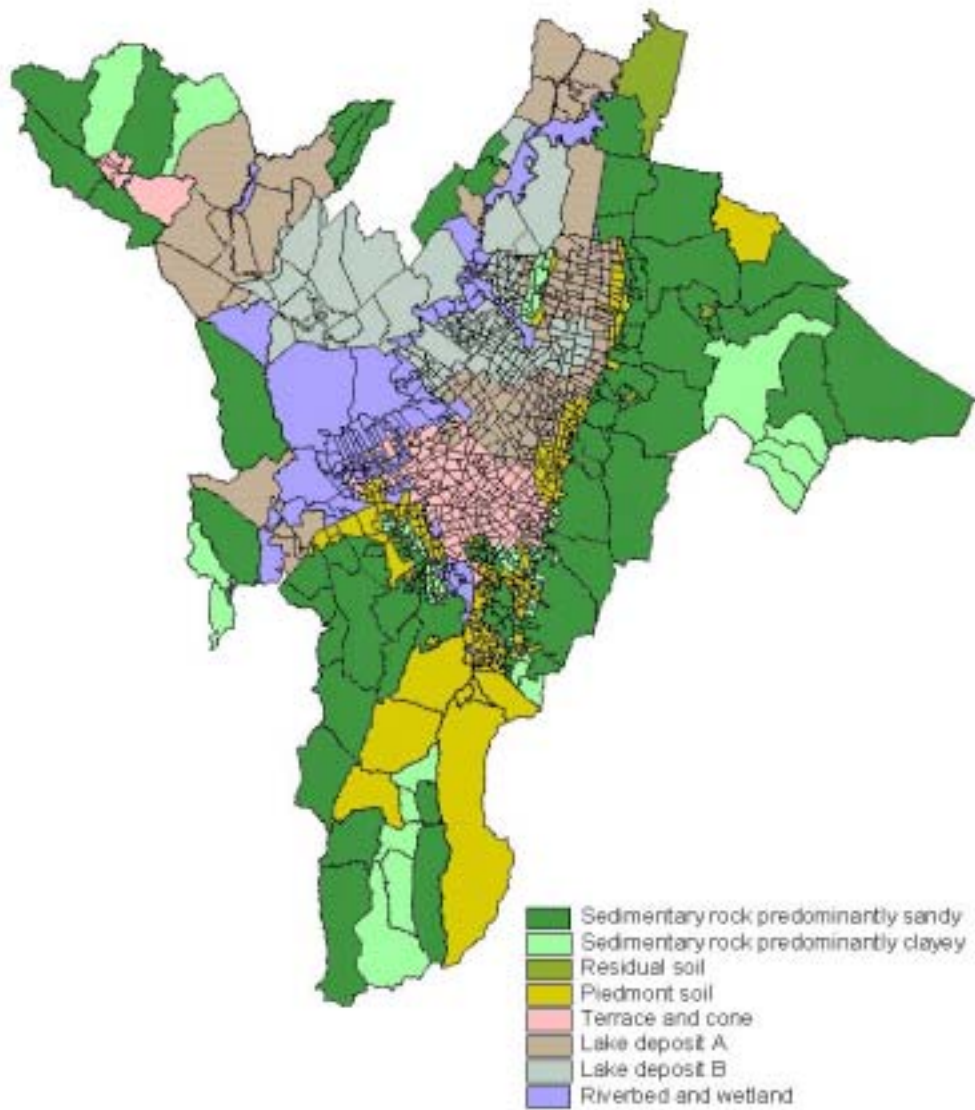 Sedimentary rock predominantly sandy
Sedimentary rock predominantly clayey
Residual soil
Piedmont soil
Terrace and cone
Lake deposit A
Lake deposit B
Riverbed and wetland